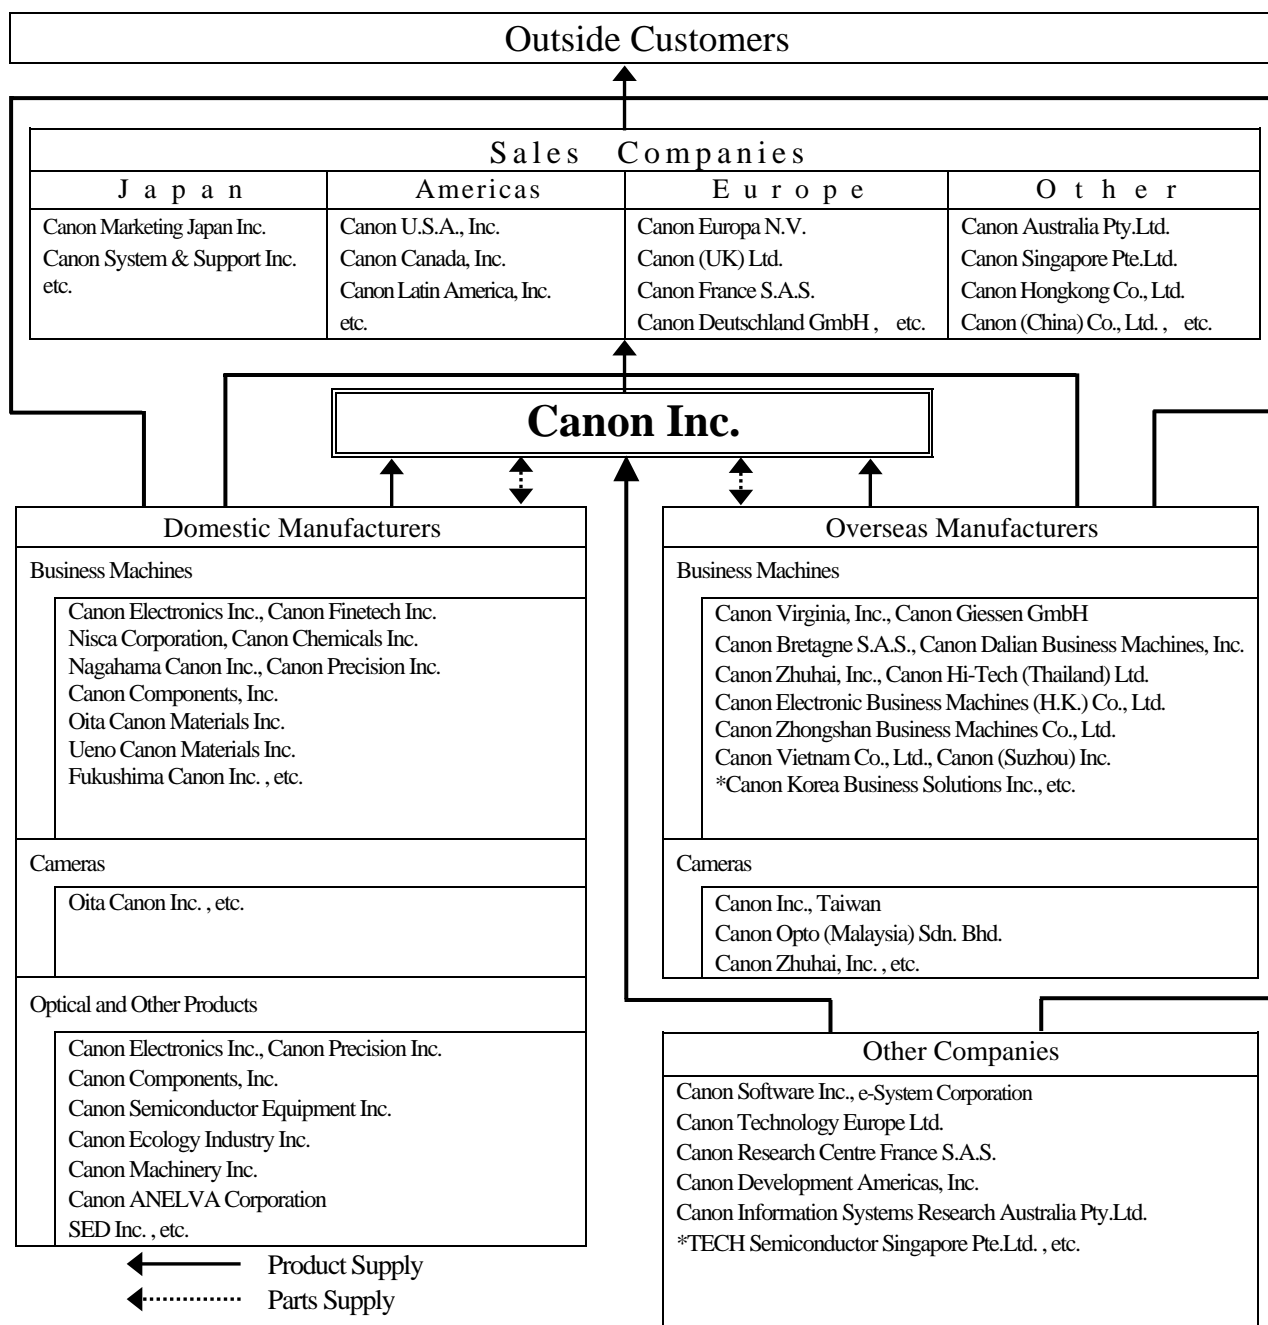 Outside Customers
Sales Companies
Japan
Americas
Europe
Other
Canon Marketing Japan Inc.
Canon System & Support Inc.
etc.
Canon U.S.A., Inc.
Canon Canada, Inc.
Canon Latin America, Inc.
etc.
Canon Europa N.V.
Canon (UK) Ltd.
Canon France S.A.S.
Canon Deutschland GmbH , etc.
Canon Australia Pty.Ltd.
Canon Singapore Pte.Ltd.
Canon Hongkong Co., Ltd.
Canon (China) Co., Ltd. , etc.
Canon Inc.
Domestic Manufacturers
Business Machines
Canon Electronics Inc., Canon Finetech Inc.
Nisca Corporation, Canon Chemicals Inc.
Nagahama Canon Inc., Canon Precision Inc.
Canon Components, Inc.
Oita Canon Materials Inc.
Ueno Canon Materials Inc.
Fukushima Canon Inc. , etc.
Cameras
Oita Canon Inc. , etc.
Optical and Other Products
Canon Electronics Inc., Canon Precision Inc.
Canon Components, Inc.
Canon Semiconductor Equipment Inc.
Canon Ecology Industry Inc.
Canon Machinery Inc.
Canon ANELVA Corporation
SED Inc. , etc.
Overseas Manufacturers
Business Machines
Canon Virginia, Inc., Canon Giessen GmbH
Canon Bretagne S.A.S., Canon Dalian Business Machines, Inc.
Canon Zhuhai, Inc., Canon Hi-Tech (Thailand) Ltd.
Canon Electronic Business Machines (H.K.) Co., Ltd.
Canon Zhongshan Business Machines Co., Ltd.
Canon Vietnam Co., Ltd., Canon (Suzhou) Inc.
*Canon Korea Business Solutions Inc., etc.
Cameras
Canon Inc., Taiwan
Canon Opto (Malaysia) Sdn. Bhd.
Canon Zhuhai, Inc. , etc.
Other Companies
Canon Software Inc., e-System Corporation
Canon Technology Europe Ltd.
Canon Research Centre France S.A.S.
Canon Development Americas, Inc.
Canon Information Systems Research Australia Pty.Ltd.
*TECH Semiconductor Singapore Pte.Ltd. , etc.
Product Supply
Parts Supply